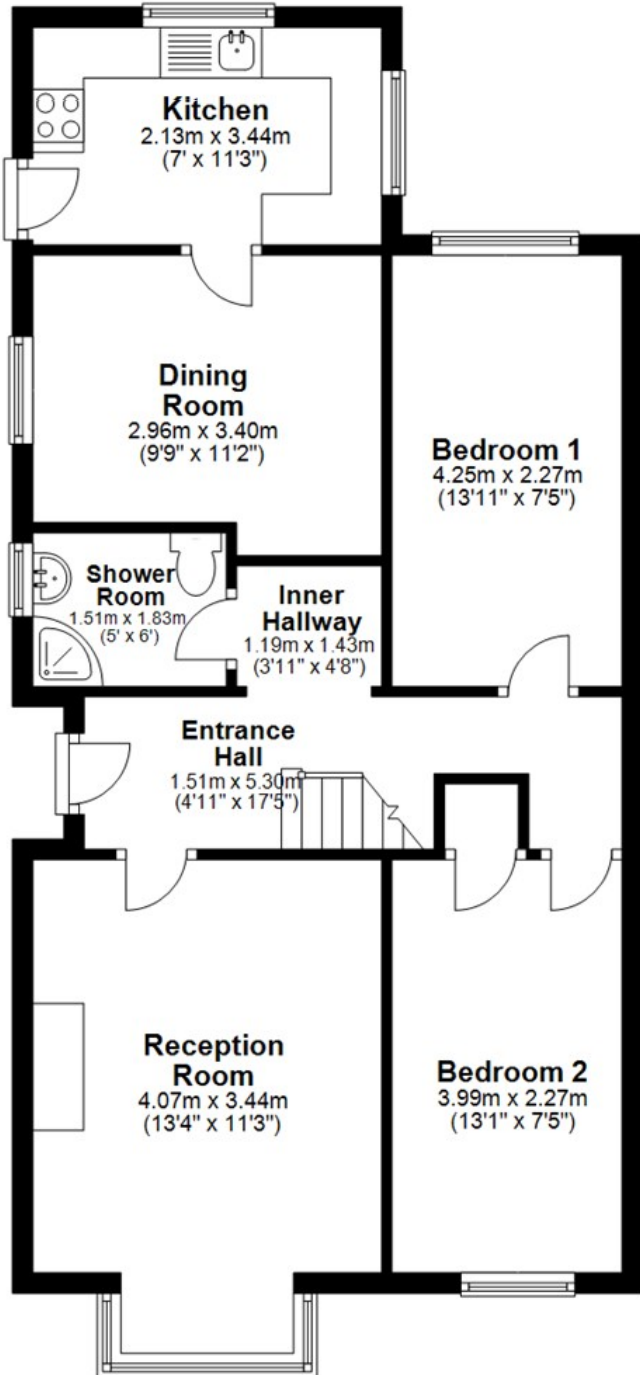 Kitchen
2.13m x 3.44m
(7' x 11'3")
Dining
Room
2.96m x 3.40m
(9'9" x 11'2")
Bedroom 1
4.25m x 2.27m
(13'11" x 7'5")
Shower
Room
1.51m x 1.83m
(5' x 6')
Inner
Hallway
1.19m x 1.43m
(3'11" x 4'8")
Entrance
Hall
1.51m x 5.30m
(4'11" x 17'5")
Reception
Room
4.07m x 3.44m
(13'4" x 11'3")
Bedroom 2
3.99m x 2.27m
(13'1" x 7'5")